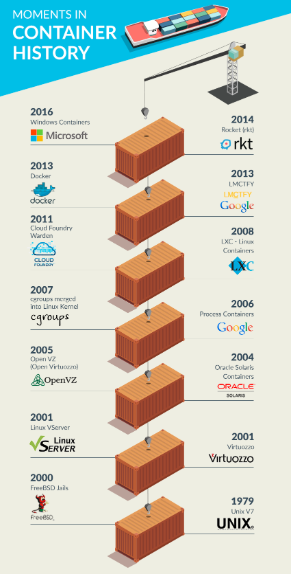 MOMENTS IN
CONTAINER
HISTORY
2016
Windows Containers
Microsoft
2014
Rocket (rkt)
rkt
2013
Docker
docker
2013
LMCTFY
LMCTFY
Google
2011
Cloud Foundry
Warden
CLOUD
FOUNDRY
2008
LXC - Linux
Containers
LXC
2007
cgroups merged
into Linux Kernel
cgroups
2006
Process Containers
Google
2005
Open VZ
(Open Virtuozzo)
OpenVZ
2004
Oracle Solaris
Containers
ORACLE
SOLARIS
2001
Linux VServer
Linux
VSERVER
2001
Virtuozzo
Virtuozzo
2000
FreeBSD Jails
FreeBSD
1979
Unix V7
UNIX